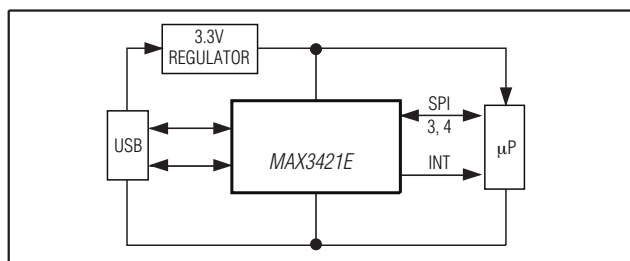 3.3V
REGULATOR
SPI
3, 4
USB
MAX3421E
INT
µP